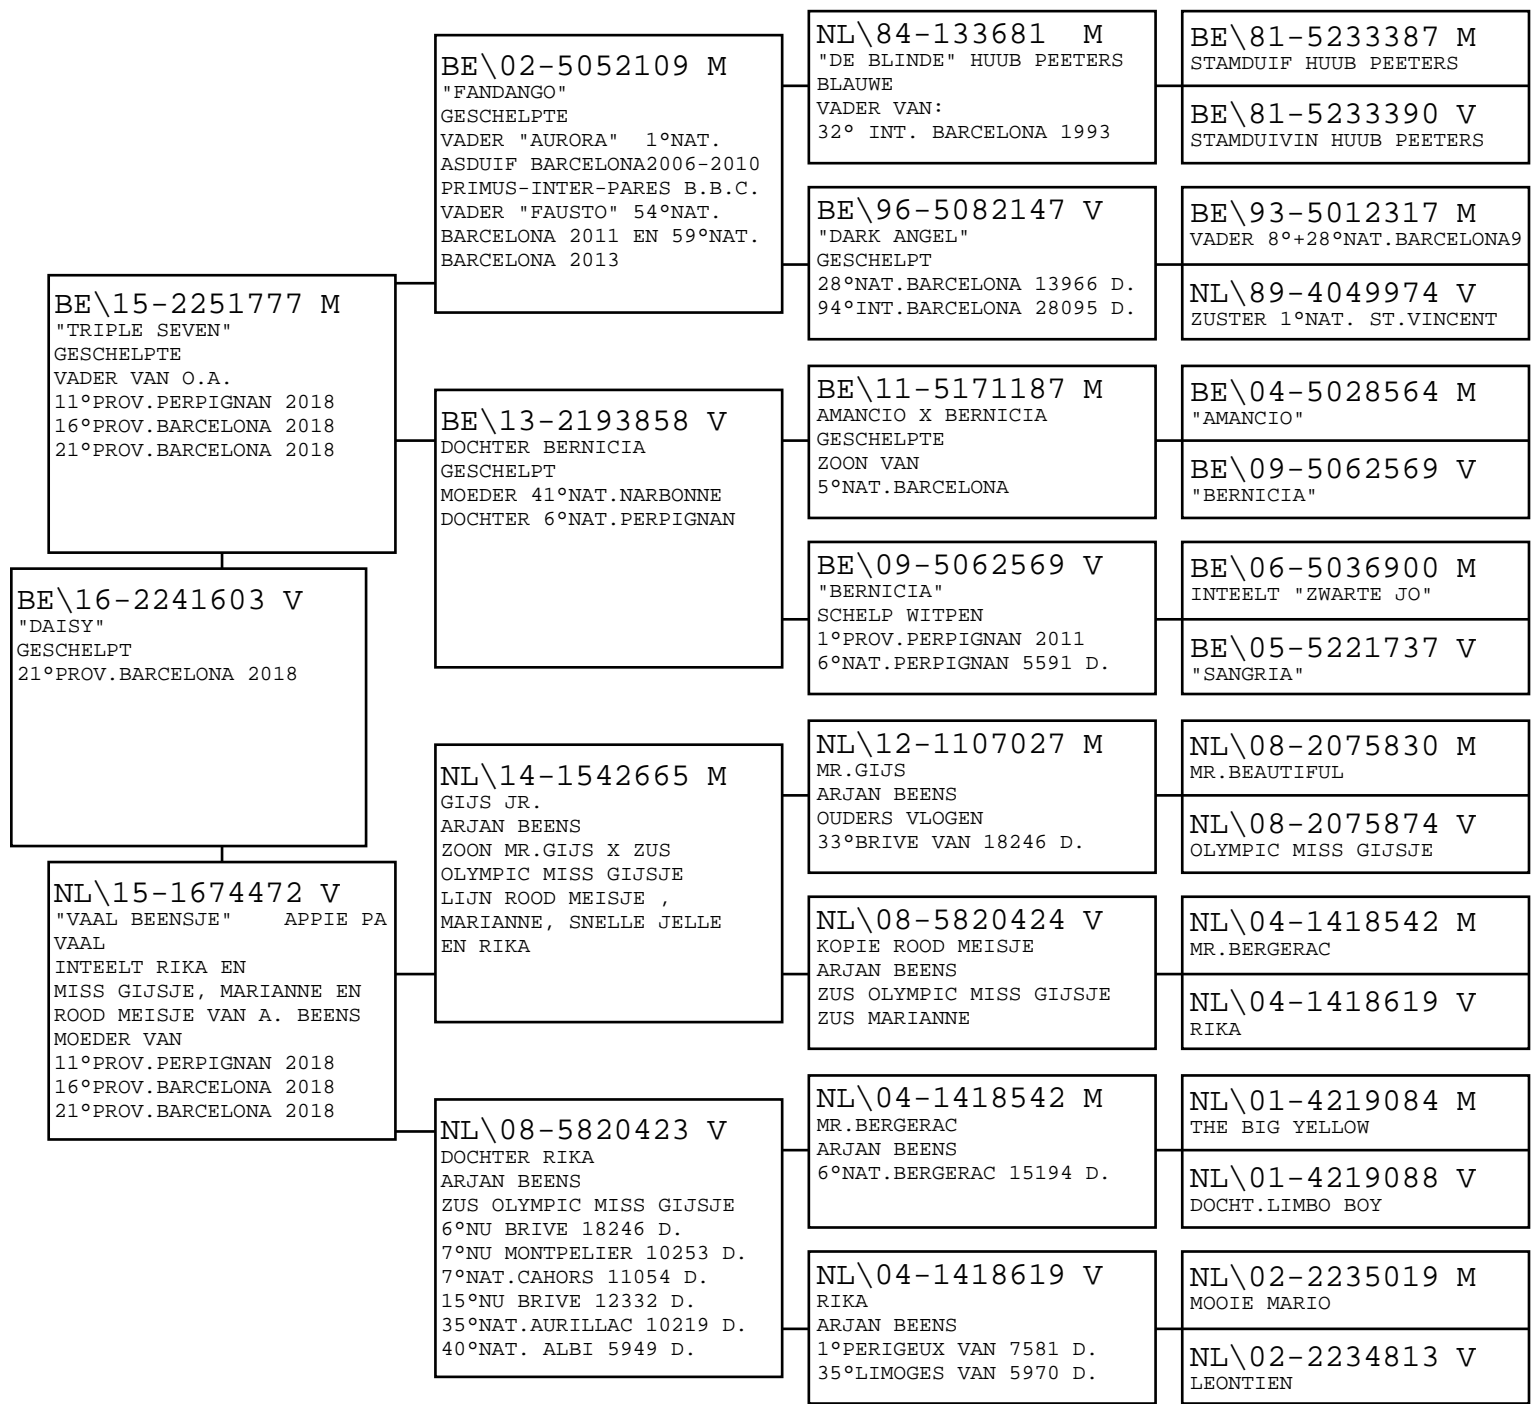 BE\16-2241603 V
"DAISY"
GESCHELPT
21°PROV.BARCELONA 2018
BE\15-2251777 M
"TRIPLE SEVEN"
GESCHELPTE
VADER VAN O.A.
11°PROV.PERPIGNAN 2018
16°PROV.BARCELONA 2018
21°PROV.BARCELONA 2018
NL\15-1674472 V
"VAAL BEENSJE" APPIE PA
VAAL
INTEELT RIKA EN
MISS GIJSJE, MARIANNE EN
ROOD MEISJE VAN A. BEENS
MOEDER VAN
11°PROV.PERPIGNAN 2018
16°PROV.BARCELONA 2018
21°PROV.BARCELONA 2018
BE\02-5052109 M
"FANDANGO"
GESCHELPTE
VADER "AURORA" 1°NAT.
ASDUIF BARCELONA2006-2010
PRIMUS-INTER-PARES B.B.C.
VADER "FAUSTO" 54°NAT.
BARCELONA 2011 EN 59°NAT.
BARCELONA 2013
BE\13-2193858 V
DOCHTER BERNICIA
GESCHELPT
MOEDER 41°NAT.NARBONNE
DOCHTER 6°NAT.PERPIGNAN
NL\14-1542665 M
GIJS JR.
ARJAN BEENS
ZOON MR.GIJS X ZUS
OLYMPIC MISS GIJSJE
LIJN ROOD MEISJE ,
MARIANNE, SNELLE JELLE
EN RIKA
NL\08-5820423 V
DOCHTER RIKA
ARJAN BEENS
ZUS OLYMPIC MISS GIJSJE
6°NU BRIVE 18246 D.
7°NU MONTPELIER 10253 D.
7°NAT.CAHORS 11054 D.
15°NU BRIVE 12332 D.
35°NAT.AURILLAC 10219 D.
40°NAT. ALBI 5949 D.
NL\84-133681 M
"DE BLINDE" HUUB PEETERS
BLAUWE
VADER VAN:
32° INT. BARCELONA 1993
BE\96-5082147 V
"DARK ANGEL"
GESCHELPT
28°NAT.BARCELONA 13966 D.
94°INT.BARCELONA 28095 D.
BE\11-5171187 M
AMANCIO X BERNICIA
GESCHELPTE
ZOON VAN
5°NAT.BARCELONA
BE\09-5062569 V
"BERNICIA"
SCHELP WITPEN
1°PROV.PERPIGNAN 2011
6°NAT.PERPIGNAN 5591 D.
NL\12-1107027 M
MR.GIJS
ARJAN BEENS
OUDERS VLOGEN
33°BRIVE VAN 18246 D.
NL\08-5820424 V
KOPIE ROOD MEISJE
ARJAN BEENS
ZUS OLYMPIC MISS GIJSJE
ZUS MARIANNE
NL\04-1418542 M
MR.BERGERAC
ARJAN BEENS
6°NAT.BERGERAC 15194 D.
NL\04-1418619 V
RIKA
ARJAN BEENS
1°PERIGEUX VAN 7581 D.
35°LIMOGES VAN 5970 D.
BE\81-5233387 M
STAMDUIF HUUB PEETERS
BE\81-5233390 V
STAMDUIVIN HUUB PEETERS
BE\93-5012317 M
VADER 8°+28°NAT.BARCELONA9
NL\89-4049974 V
ZUSTER 1°NAT. ST.VINCENT
BE\04-5028564 M
"AMANCIO"
BE\09-5062569 V
"BERNICIA"
BE\06-5036900 M
INTEELT "ZWARTE JO"
BE\05-5221737 V
"SANGRIA"
NL\08-2075830 M
MR.BEAUTIFUL
NL\08-2075874 V
OLYMPIC MISS GIJSJE
NL\04-1418542 M
MR.BERGERAC
NL\04-1418619 V
RIKA
NL\01-4219084 M
THE BIG YELLOW
NL\01-4219088 V
DOCHT.LIMBO BOY
NL\02-2235019 M
MOOIE MARIO
NL\02-2234813 V
LEONTIEN